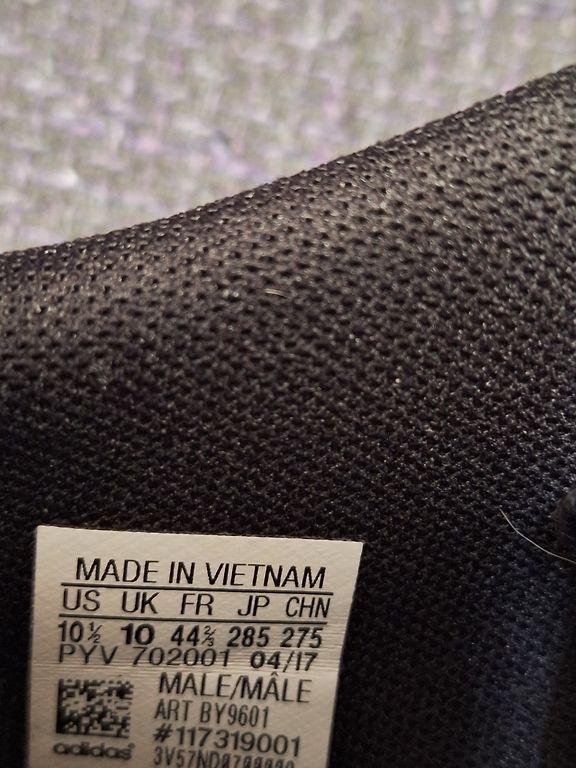 MADE IN VIETNAM
US UK FR JP CHN
10½ 10 44⅔ 285 275
PYV 702001 04/17
MALE/MÂLE
ART BY9601
#117319001
adidas